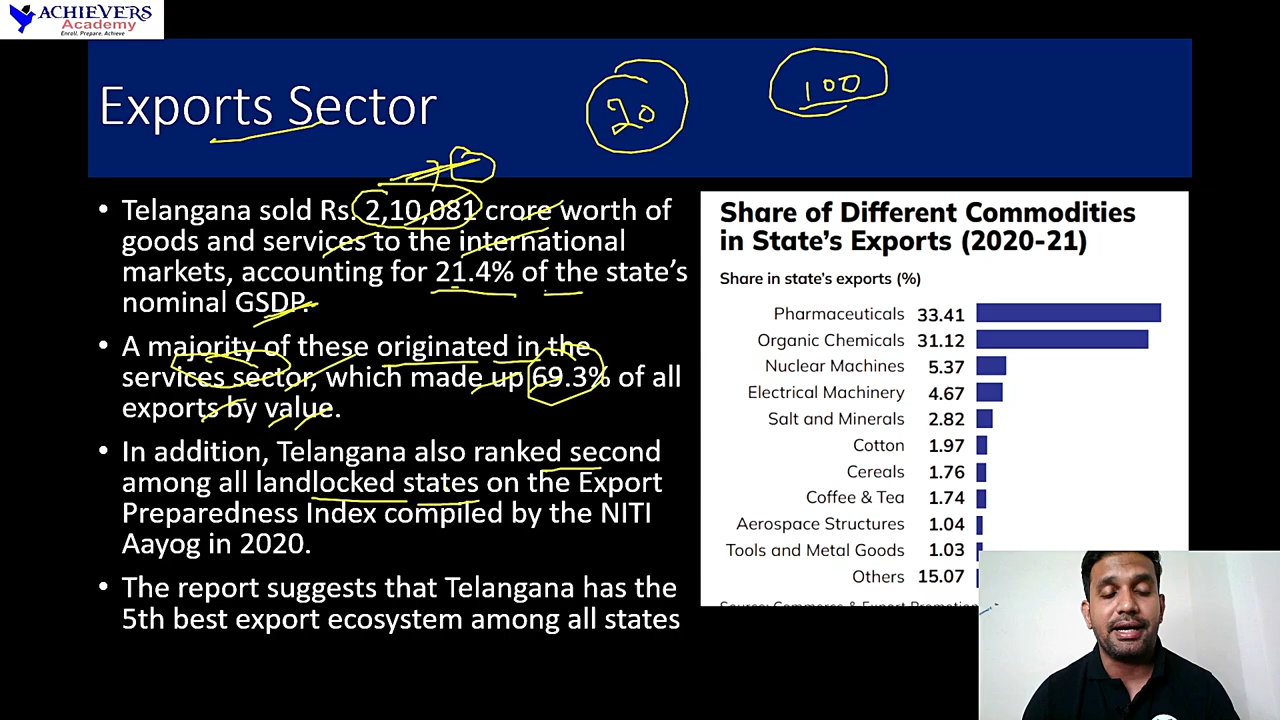 ACHIEVERS
Academy
Enroll. Prepare. Achieve
Exports Sector
20
100
• Telangana sold Rs. 2,10,081 crore worth of
goods and services to the international
markets, accounting for 21.4% of the state's
nominal GSDP.
• A majority of these originated in the
services sector, which made up 69.3% of all
exports by value.
• In addition, Telangana also ranked second
among all landlocked states on the Export
Preparedness Index compiled by the NITI
Aayog in 2020.
• The report suggests that Telangana has the
5th best export ecosystem among all states
Share of Different Commodities
in State's Exports (2020-21)
Share in state's exports (%)
Pharmaceuticals 33.41
Organic Chemicals 31.12
Nuclear Machines 5.37
Electrical Machinery 4.67
Salt and Minerals 2.82
Cotton 1.97
Cereals 1.76
Coffee & Tea 1.74
Aerospace Structures 1.04
Tools and Metal Goods 1.03
Others 15.07
Source: Commerce & Export Promotion